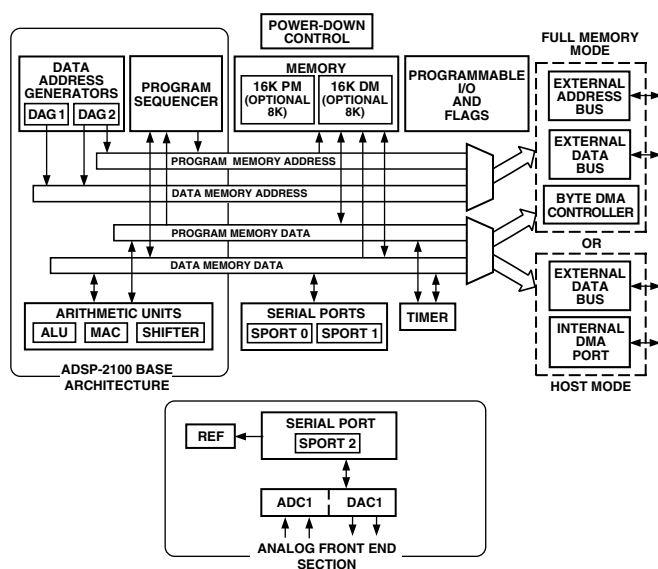 POWER-DOWN
CONTROL
FULL MEMORY
MODE
DATA
ADDRESS
GENERATORS
DAG 1
DAG 2
PROGRAM
SEQUENCER
MEMORY
16K PM
(OPTIONAL
8K)
16K DM
(OPTIONAL
8K)
PROGRAMMABLE
I/O
AND
FLAGS
EXTERNAL
ADDRESS
BUS
EXTERNAL
DATA
BUS
BYTE DMA
CONTROLLER
OR
PROGRAM MEMORY ADDRESS
DATA MEMORY ADDRESS
PROGRAM MEMORY DATA
DATA MEMORY DATA
EXTERNAL
DATA
BUS
INTERNAL
DMA
PORT
HOST MODE
ARITHMETIC UNITS
ALU
MAC
SHIFTER
SERIAL PORTS
SPORT 0
SPORT 1
TIMER
ADSP-2100 BASE
ARCHITECTURE
REF
SERIAL PORT
SPORT 2
ADC1
DAC1
ANALOG FRONT END
SECTION